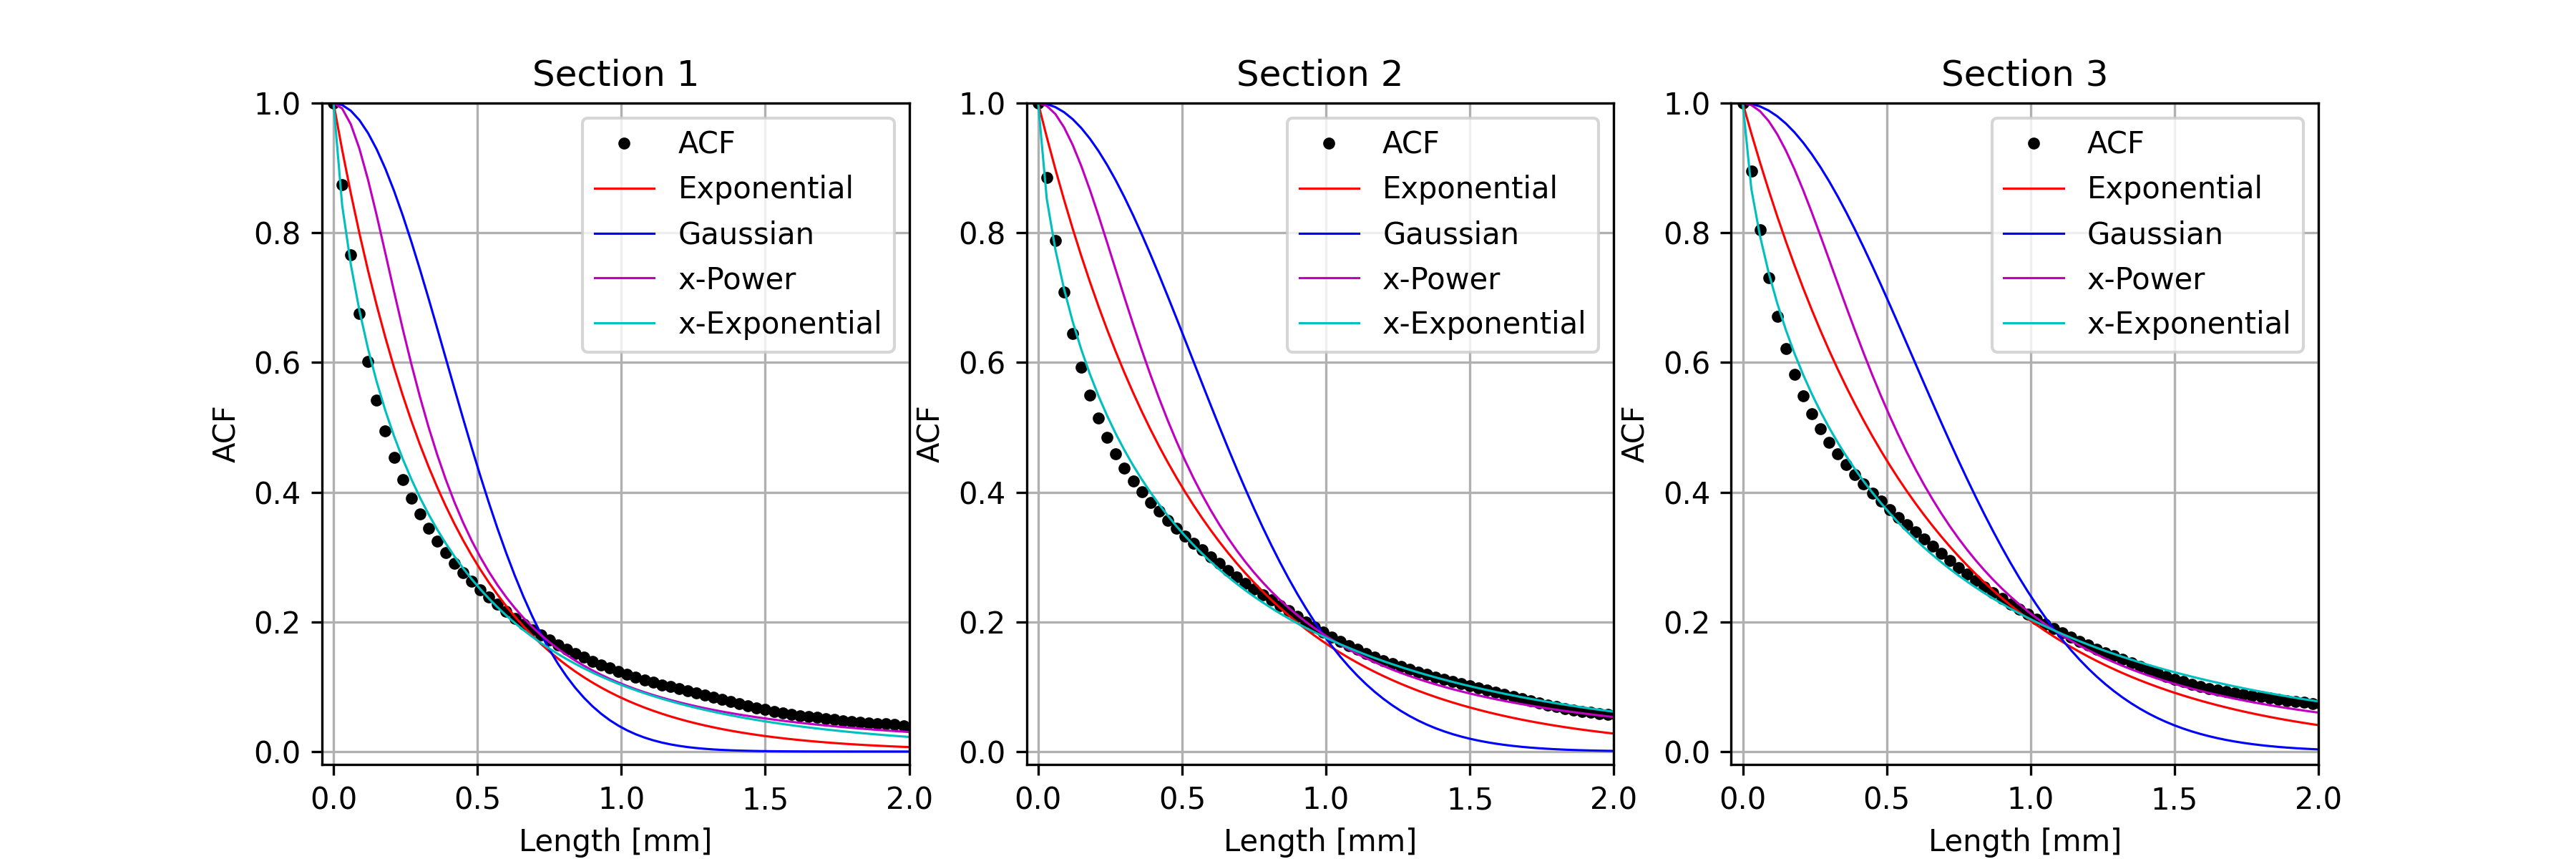 Section 1
1.0
0.8
0.6
0.4
0.2
0.0
ACF
ACF
Exponential
Gaussian
x-Power
x-Exponential
0.0 0.5 1.0 1.5 2.0
Length [mm]
Section 2
1.0
0.8
0.6
0.4
0.2
0.0
ACF
ACF
Exponential
Gaussian
x-Power
x-Exponential
0.0 0.5 1.0 1.5 2.0
Length [mm]
Section 3
1.0
0.8
0.6
0.4
0.2
0.0
ACF
ACF
Exponential
Gaussian
x-Power
x-Exponential
0.0 0.5 1.0 1.5 2.0
Length [mm]